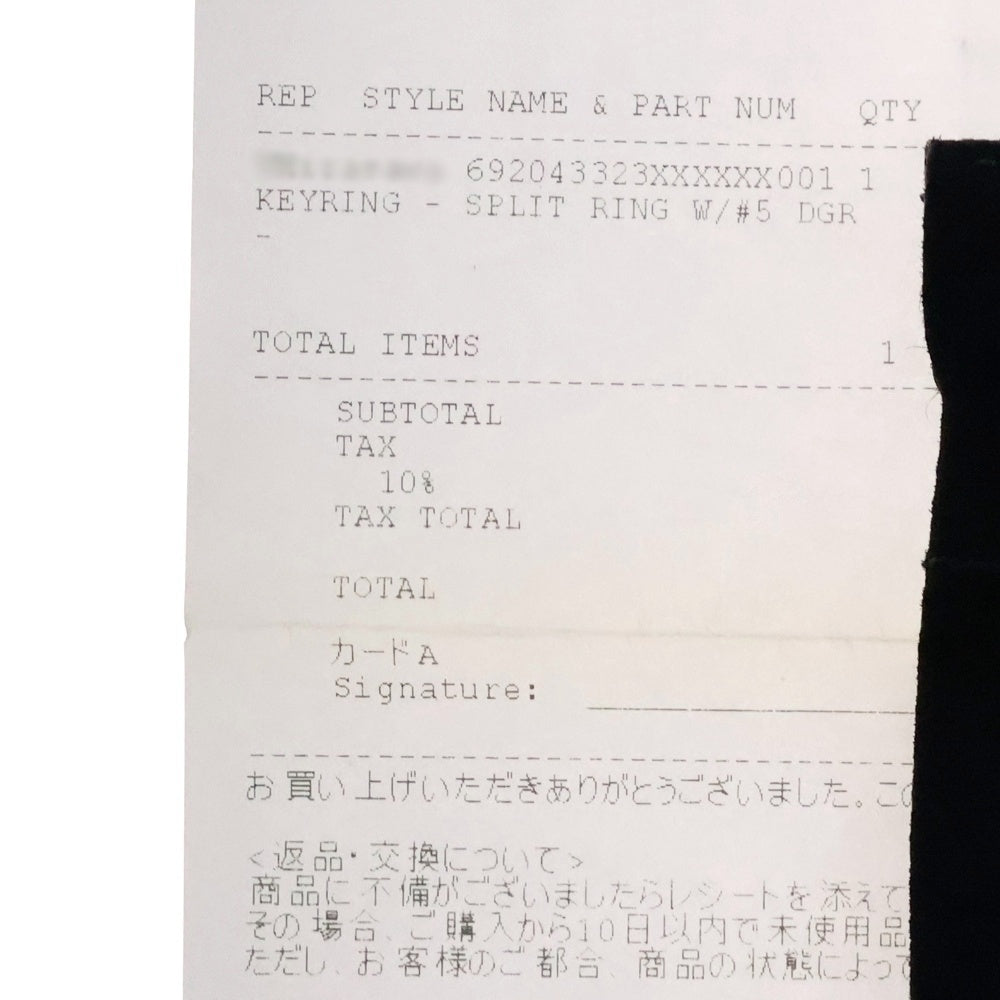 REP STYLE NAME & PART NUM QTY
692043323XXXXXX001 1
KEYRING - SPLIT RING W/#5 DGR
-
TOTAL ITEMS 1
SUBTOTAL
TAX
10%
TAX TOTAL
TOTAL
カードA
Signature:
お買い上げいただきありがとうございました。この
<返品・交換について>
商品に不備がございましたらレシートを添えて
その場合、ご購入から10日以内で未使用品
ただし、お客様のご都合、商品の状態によって